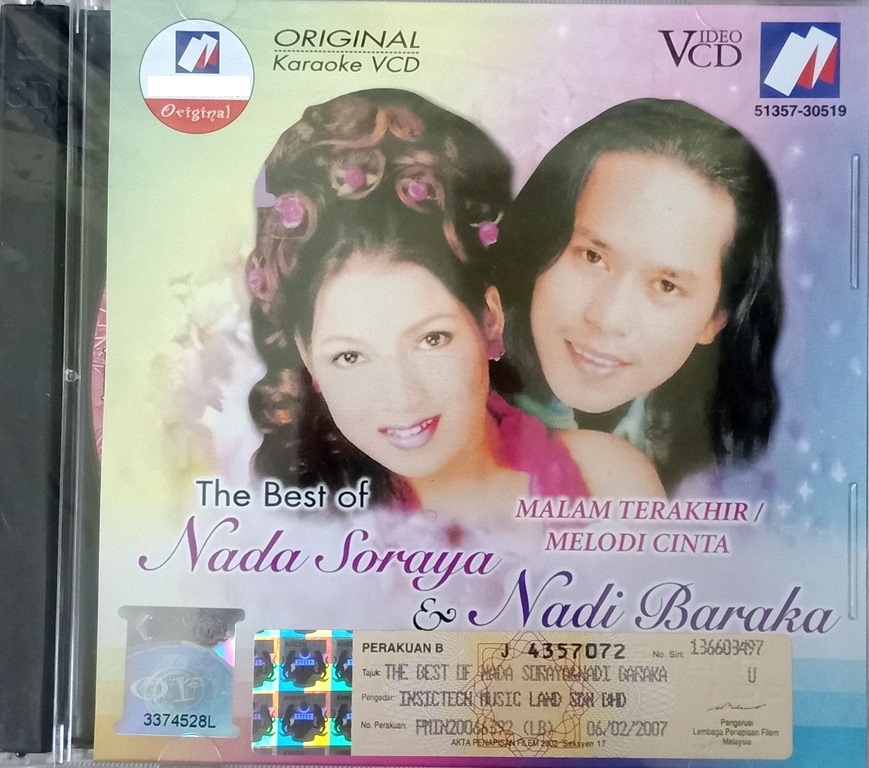 ORIGINAL
Karaoke VCD
Original
VIDEO
VCD
51357-30519
The Best of
Nada Soraya
& Nadi Baraka
MALAM TERAKHIR /
MELODI CINTA
3374528L
PERAKUAN B J 4357072 No. Siri: 136603497
Tajuk: THE BEST OF NADA SORAYA&NADI BARAKA U
Pengedar: INSICTECH MUSIC LAND SDN BHD
No. Perakuan: (LB) 06/02/2007
AKTA PENAPISAN FILEM 2002 Seksyen 17
Pengerusi
Lembaga Penapisan Filem
Malaysia